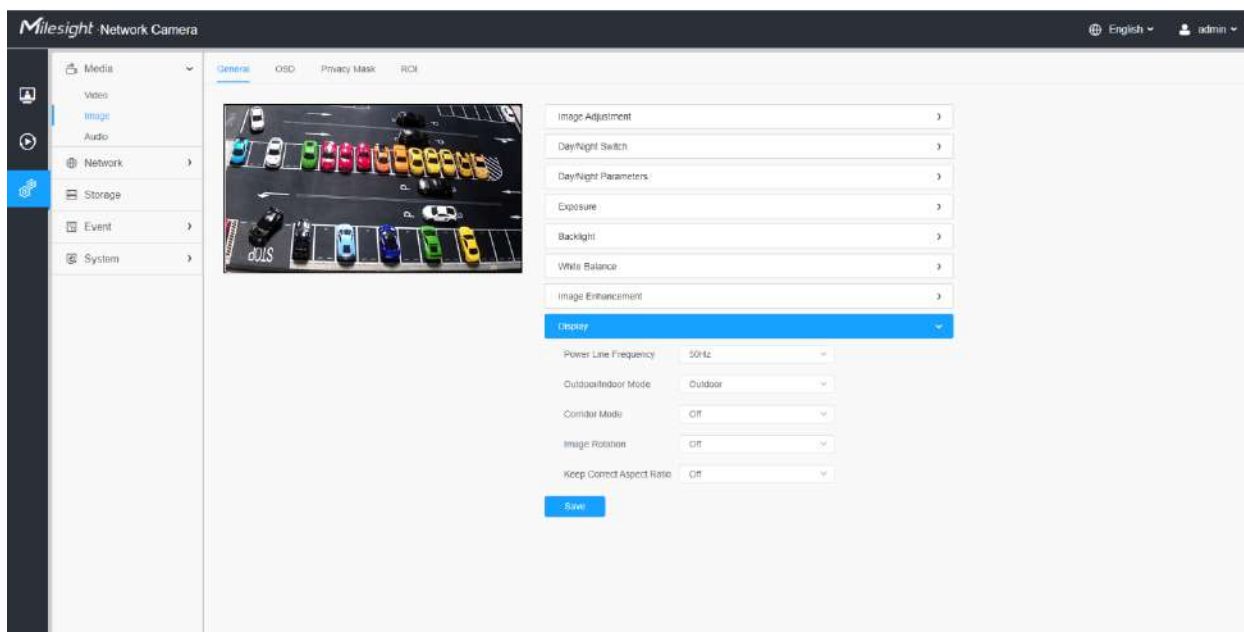 Milesight Network Camera
English
admin
Media
Video
Image
Audio
Network
Storage
Event
System
General OSD Privacy Mask ROI
STOP
P
P
P
Image Adjustment
Day/Night Switch
Day/Night Parameters
Exposure
Backlight
White Balance
Image Enhancement
Display
Power Line Frequency 50Hz
Outdoor/Indoor Mode Outdoor
Corridor Mode Off
Image Rotation Off
Keep Correct Aspect Ratio Off
Save